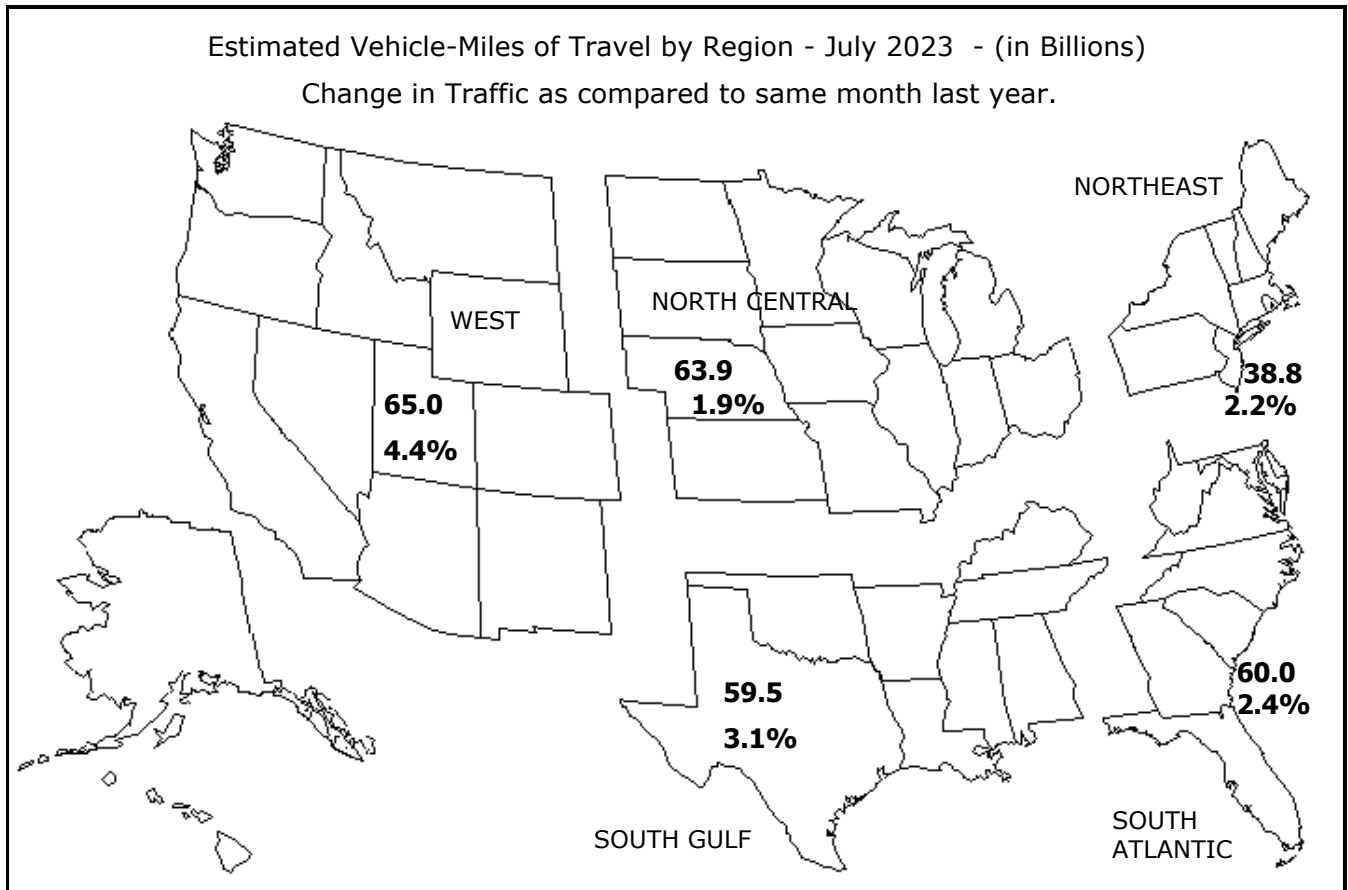 Estimated Vehicle-Miles of Travel by Region - July 2023 - (in Billions)
Change in Traffic as compared to same month last year.
NORTHEAST
38.8
2.2%
WEST
65.0
4.4%
NORTH CENTRAL
63.9
1.9%
SOUTH GULF
59.5
3.1%
SOUTH
ATLANTIC
60.0
2.4%